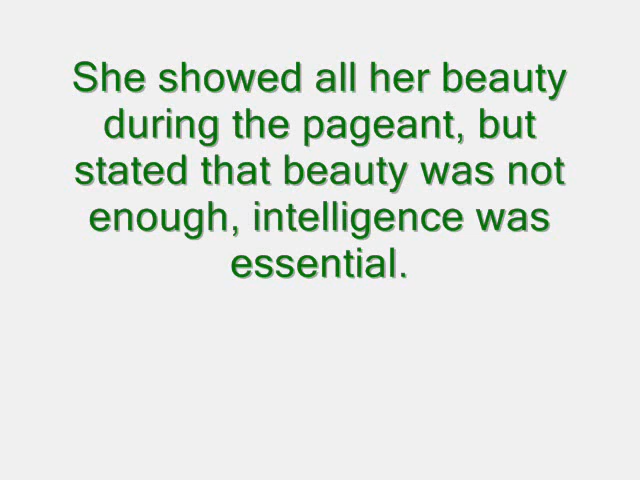 She showed all her beauty
during the pageant, but
stated that beauty was not
enough, intelligence was
essential.